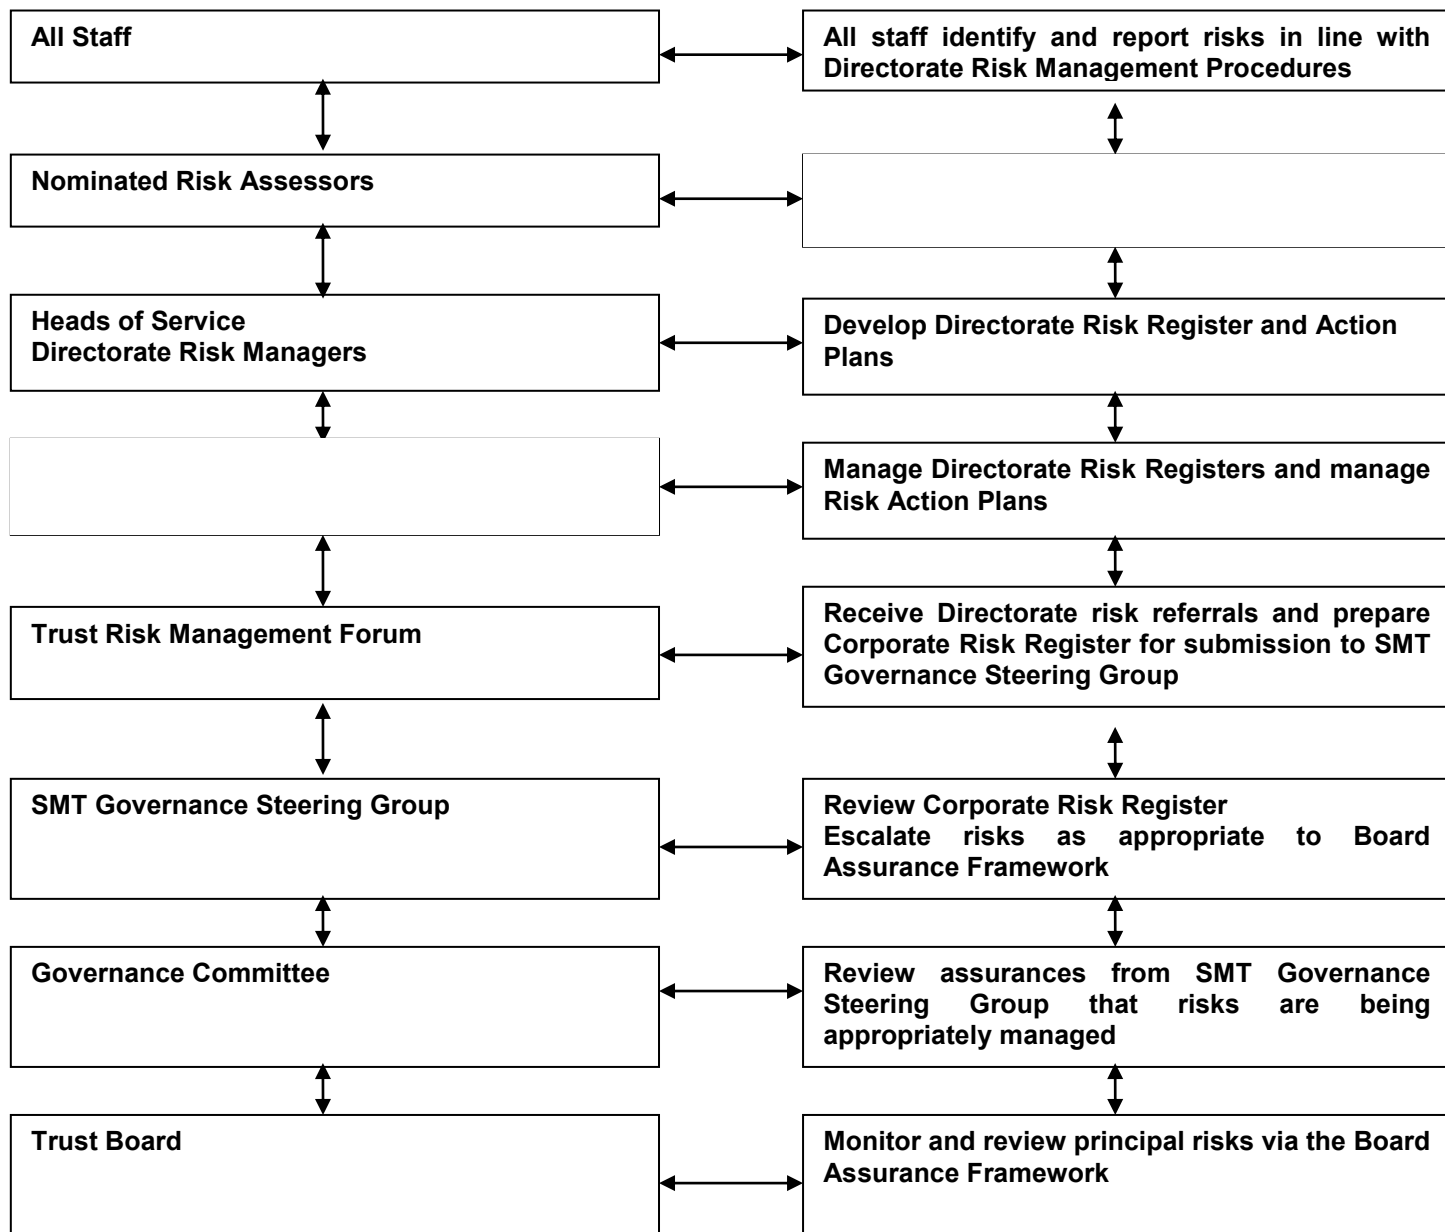 All Staff
All staff identify and report risks in line with
Directorate Risk Management Procedures
Nominated Risk Assessors
Heads of Service
Directorate Risk Managers
Develop Directorate Risk Register and Action
Plans
Manage Directorate Risk Registers and manage
Risk Action Plans
Trust Risk Management Forum
Receive Directorate risk referrals and prepare
Corporate Risk Register for submission to SMT
Governance Steering Group
SMT Governance Steering Group
Review Corporate Risk Register
Escalate risks as appropriate to Board
Assurance Framework
Governance Committee
Review assurances from SMT Governance
Steering Group that risks are being
appropriately managed
Trust Board
Monitor and review principal risks via the Board
Assurance Framework